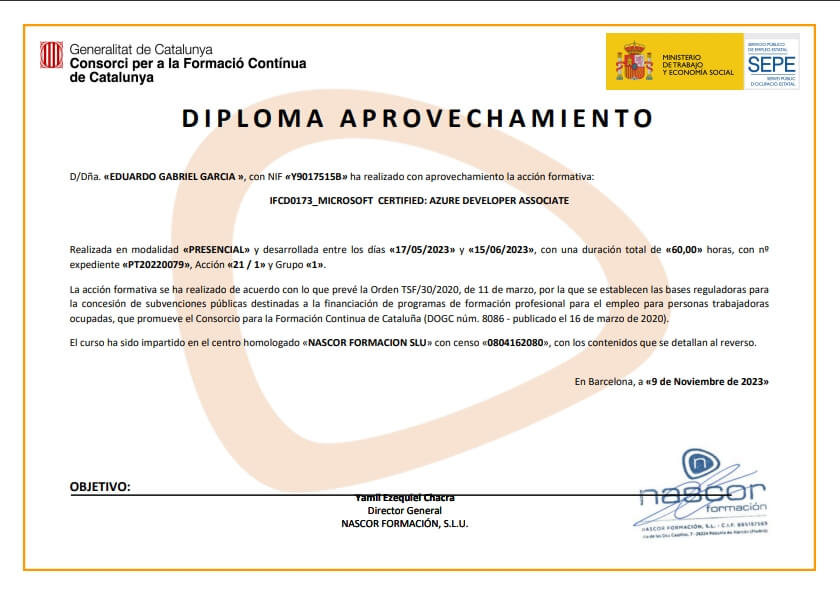 Generalitat de Catalunya
Consorci per a la Formació Contínua
de Catalunya
MINISTERIO
DE TRABAJO
Y ECONOMÍA SOCIAL
SERVICIO PÚBLICO
DE EMPLEO ESTATAL
SEPE
SERVEI PÚBLIC
D'OCUPACIÓ ESTATAL
DIPLOMA APROVECHAMIENTO
D/Dña. «EDUARDO GABRIEL GARCIA », con NIF «Y9017515B» ha realizado con aprovechamiento la acción formativa:
IFCD0173_MICROSOFT CERTIFIED: AZURE DEVELOPER ASSOCIATE
Realizada en modalidad «PRESENCIAL» y desarrollada entre los días «17/05/2023» y «15/06/2023», con una duración total de «60,00» horas, con nº
expediente «PT20220079», Acción «21 / 1» y Grupo «1».
La acción formativa se ha realizado de acuerdo con lo que prevé la Orden TSF/30/2020, de 11 de marzo, por la que se establecen las bases reguladoras para
la concesión de subvenciones públicas destinadas a la financiación de programas de formación profesional para el empleo para personas trabajadoras
ocupadas, que promueve el Consorcio para la Formación Continua de Cataluña (DOGC núm. 8086 - publicado el 16 de marzo de 2020).
El curso ha sido impartido en el centro homologado «NASCOR FORMACION SLU» con censo «0804162080», con los contenidos que se detallan al reverso.
En Barcelona, a «9 de Noviembre de 2023»
OBJETIVO:
Yamil Ezequiel Chacra
Director General
NASCOR FORMACIÓN, S.L.U.
n
nascor
formación
NASCOR FORMACIÓN, S.L. - C.I.F.